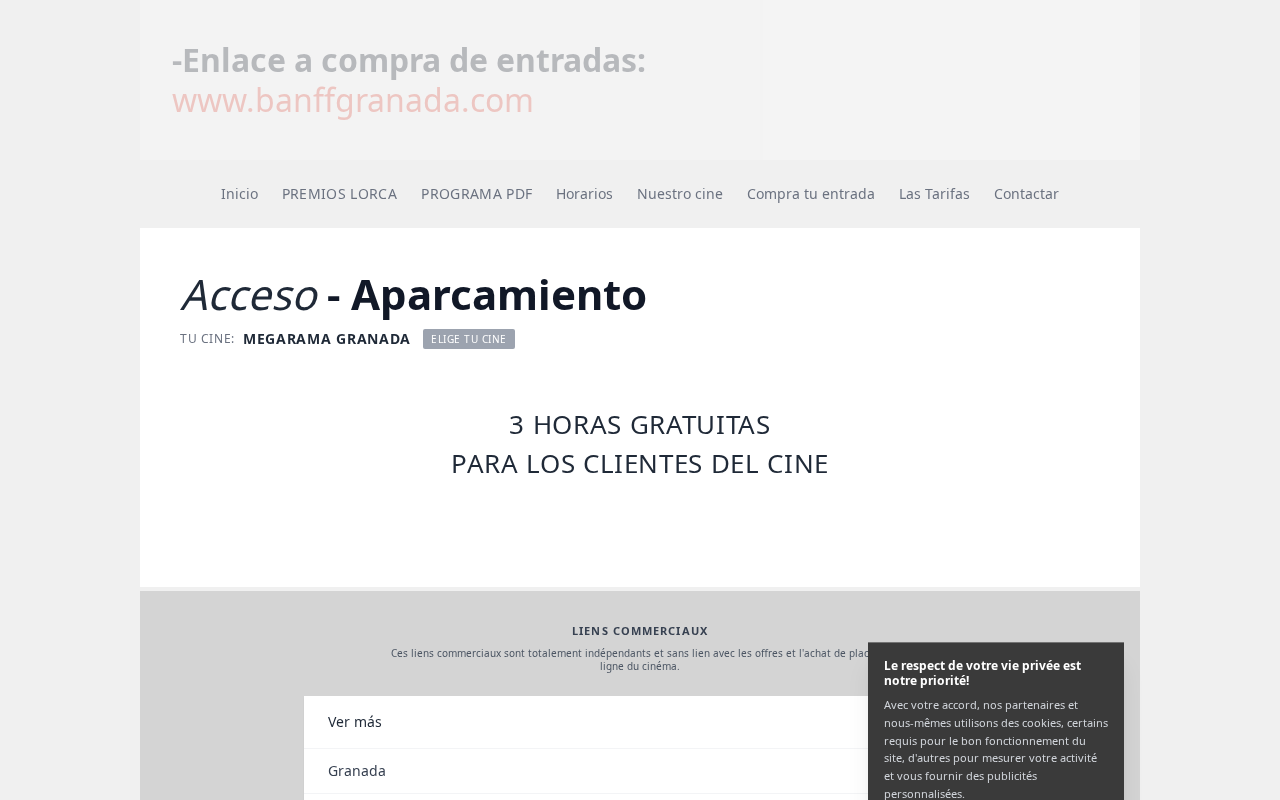 -Enlace a compra de entradas:
www.banffgranada.com
Inicio PREMIOS LORCA PROGRAMA PDF Horarios Nuestro cine Compra tu entrada Las Tarifas Contactar
Acceso - Aparcamiento
TU CINE: MEGARAMA GRANADA ELIGE TU CINE
3 HORAS GRATUITAS
PARA LOS CLIENTES DEL CINE
LIENS COMMERCIAUX
Ces liens commerciaux sont totalement indépendants et sans lien avec les offres et l'achat de
ligne du cinéma.
Ver más
Granada
Le respect de votre vie privée est
notre priorité!
Avec votre accord, nos partenaires et
nous-mêmes utilisons des cookies, certains
requis pour le bon fonctionnement du
site, d'autres pour mesurer votre activité
et vous fournir des publicités
personnalisées.